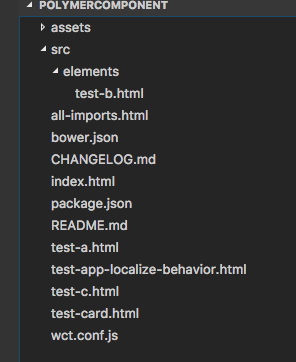 POLYMERCOMPONENT
assets
src
elements
test-b.html
all-imports.html
bower.json
CHANGELOG.md
index.html
package.json
README.md
test-a.html
test-app-localize-behavior.html
test-c.html
test-card.html
wct.conf.js